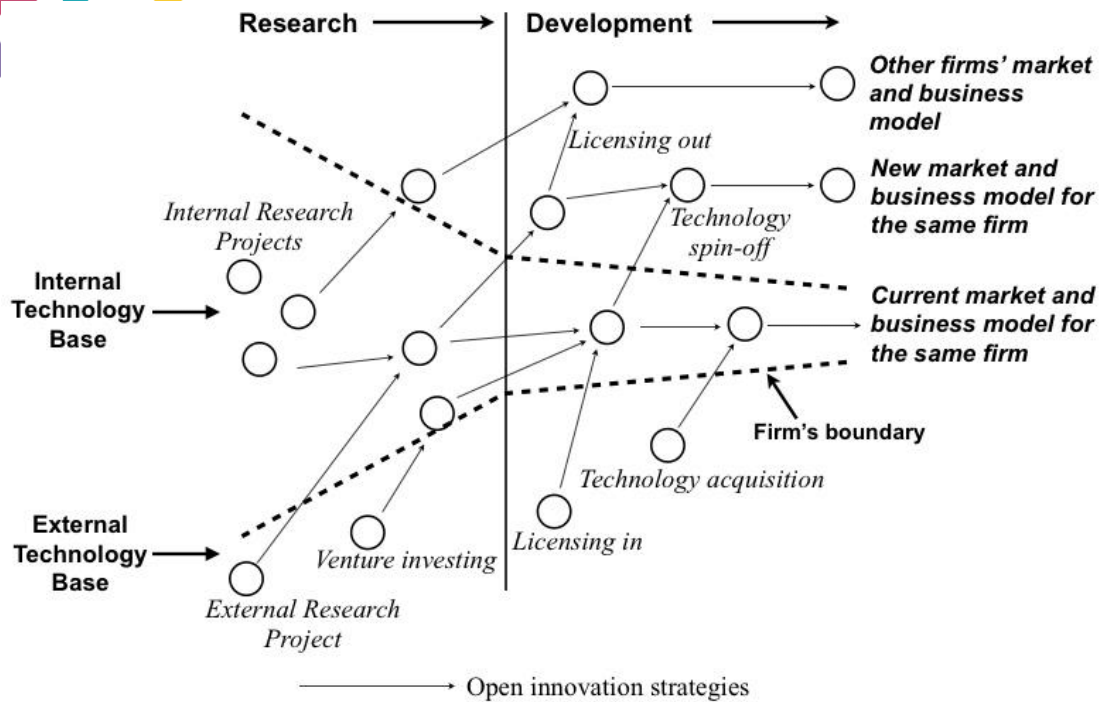 Research
Development
Other firms’ market
and business
model
Licensing out
New market and
business model for
the same firm
Internal Research
Projects
Technology
spin-off
Internal
Technology
Base
Current market and
business model for
the same firm
Firm’s boundary
Technology acquisition
External
Technology
Base
Licensing in
Venture investing
External Research
Project
Open innovation strategies